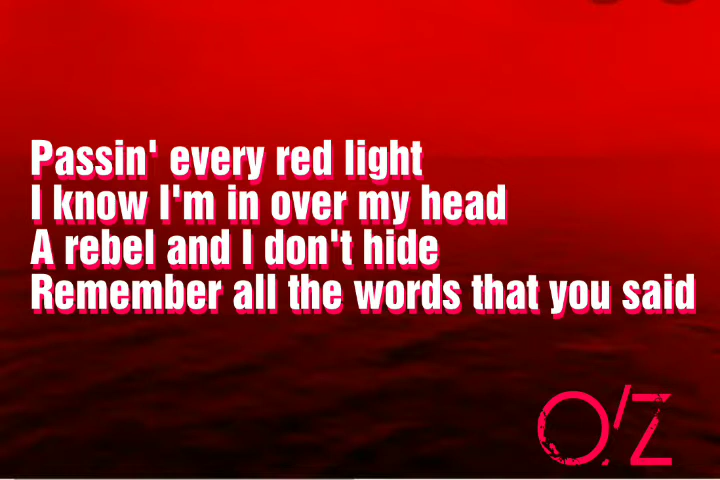 Passin' every red light
I know I'm in over my head
A rebel and I don't hide
Remember all the words that you said
O/Z